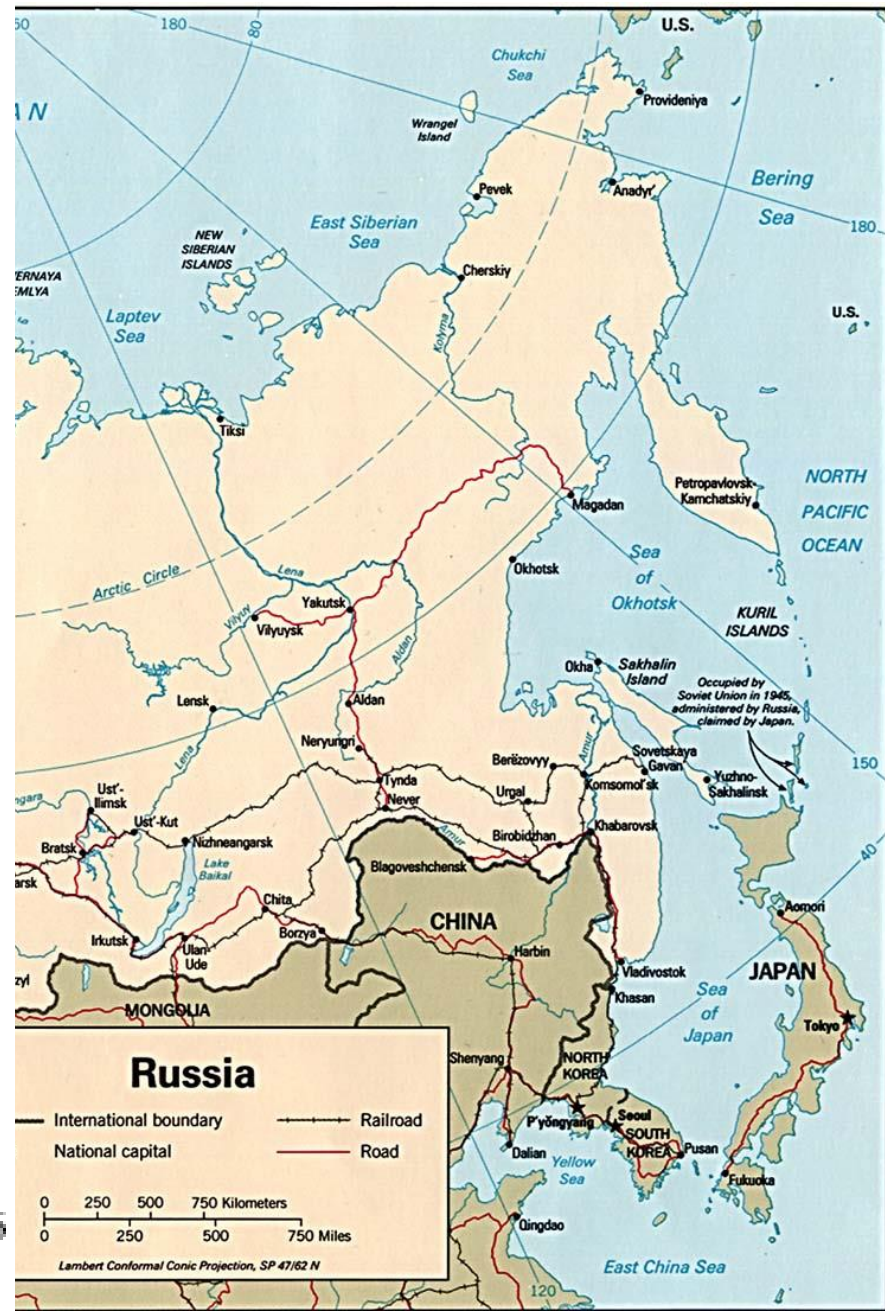 60
180
80
U.S.
Chukchi
Sea
Provideniya
Wrangel
Island
AN
Pevek
Anadyr'
Bering
Sea
East Siberian
Sea
180
NEW
SIBERIAN
ISLANDS
Cherskiy
ERNAYA
EMLYA
Laptev
Sea
U.S.
Kolyma
Tiksi
Petropavlovsk-
Kamchatskiy
NORTH
PACIFIC
OCEAN
Magadan
Sea
of
Okhotsk
Okhotsk
Arctic Circle
Lena
Yakutsk
Vilyuy
Vilyuysk
KURIL
ISLANDS
Aldan
Okha
Sakhalin
Island
Occupied by
Soviet Union in 1945,
administered by Russia,
claimed by Japan.
Lensk
Aldan
Lena
Neryungri
Berëzovyy
Amur
Sovetskaya
Gavan'
150
Tynda
Urgal
Komsomol'sk
Yuzhno-
Sakhalinsk
ngara
Ust'-
Ilimsk
Never
Ust'-Kut
Amur
Birobidzhan
Khabarovsk
Bratsk
Nizhneangarsk
Lake
Baikal
Blagoveshchensk
40
arsk
Chita
CHINA
Aomori
Irkutsk
Ulan
Ude
Borzya
Harbin
Vladivostok
JAPAN
zyl
Khasan
Sea
of
Japan
MONGOLIA
Tokyo
Shenyang
NORTH
KOREA
Russia
International boundary
Railroad
National capital
Road
P'yŏngyang
Seoul
SOUTH
KOREA
Pusan
Dalian
Yellow
Sea
Fukuoka
0 250 500 750 Kilometers
0 250 500 750 Miles
Qingdao
Lambert Conformal Conic Projection, SP 47/62 N
East China Sea
120